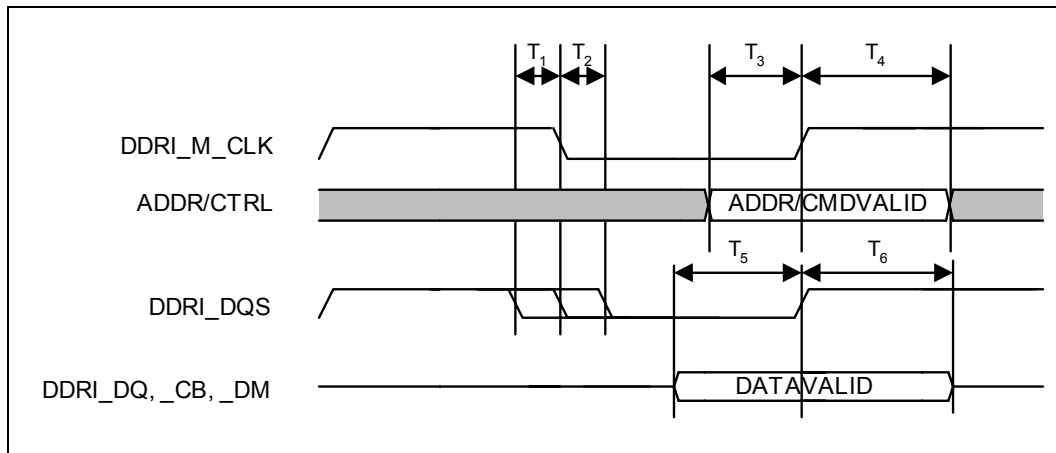 T₁ T₂ T₃ T₄
DDRI_M_CLK
ADDR/CTRL ADDR/CMDVALID
T₅ T₆
DDRI_DQS
DDRI_DQ, _CB, _DM DATAVALID